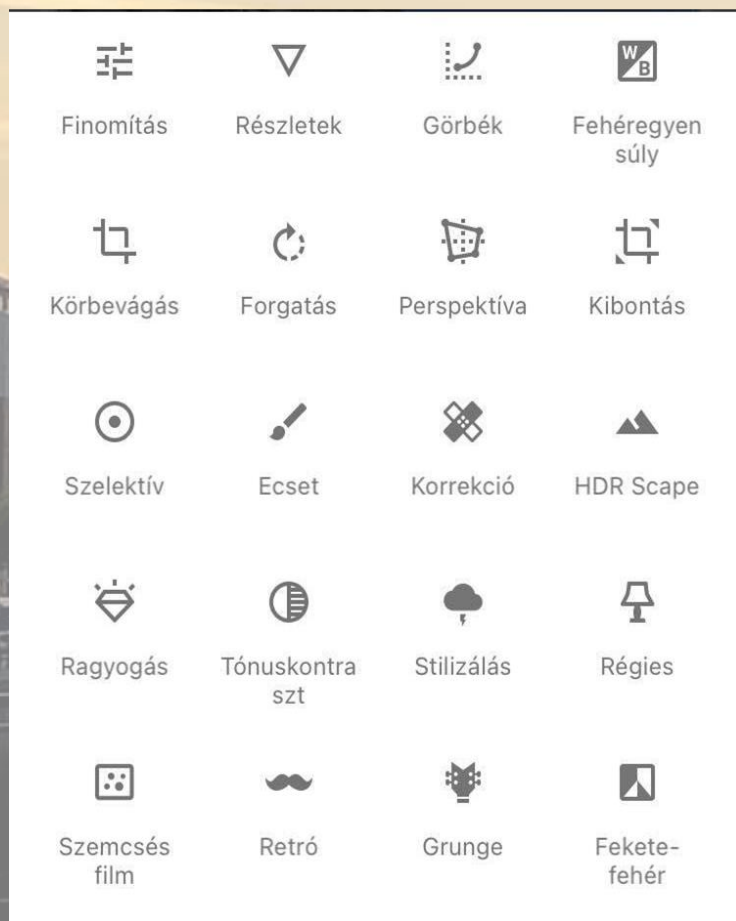 W
B
Finomítás Részletek Görbék Fehéregyen
súly
Körbevágás Forgatás Perspektíva Kibontás
Szelektív Ecset Korrekció HDR Scape
Ragyogás Tónuskontra Stilizálás Régies
szt
Szemcsés Retró Grunge Fekete-
film fehér